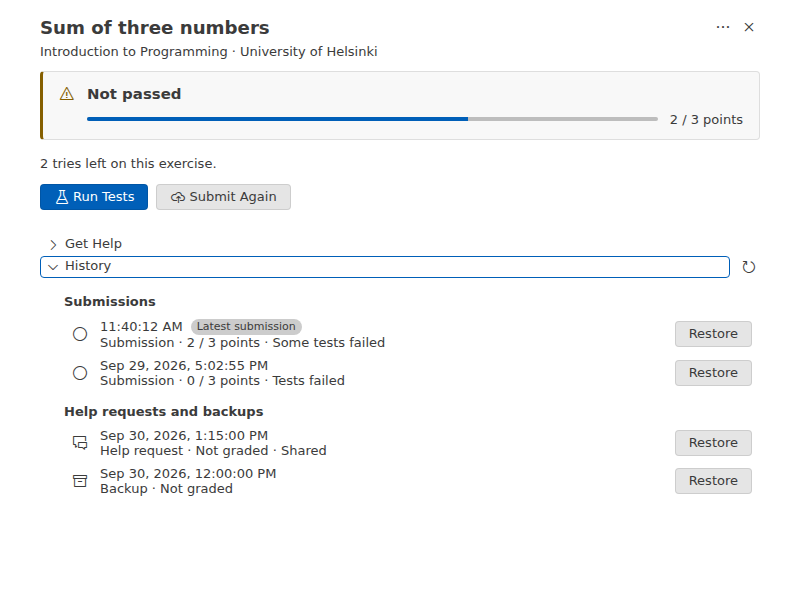 Sum of three numbers
Introduction to Programming · University of Helsinki
Not passed
2 / 3 points
2 tries left on this exercise.
Run Tests
Submit Again
Get Help
History
Submissions
11:40:12 AM Latest submission
Submission · 2 / 3 points · Some tests failed
Restore
Sep 29, 2026, 5:02:55 PM
Submission · 0 / 3 points · Tests failed
Restore
Help requests and backups
Sep 30, 2026, 1:15:00 PM
Help request · Not graded · Shared
Restore
Sep 30, 2026, 12:00:00 PM
Backup · Not graded
Restore